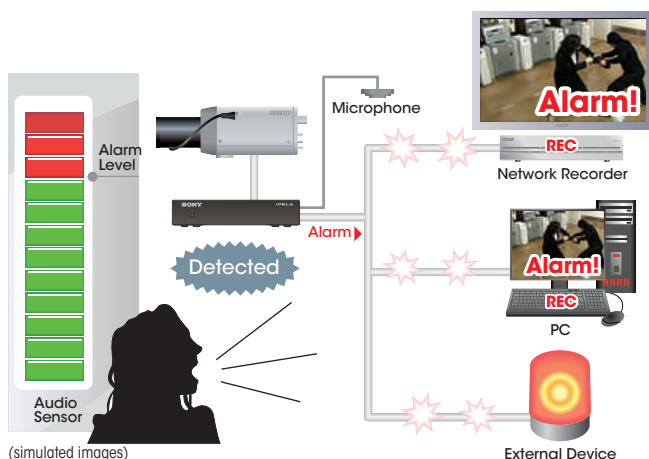 Alarm
Level
Audio
Sensor
(simulated images)
SONY
Microphone
SONY
IPELA
Alarm
Detected
Alarm!
REC
Network Recorder
Alarm!
REC
PC
External Device